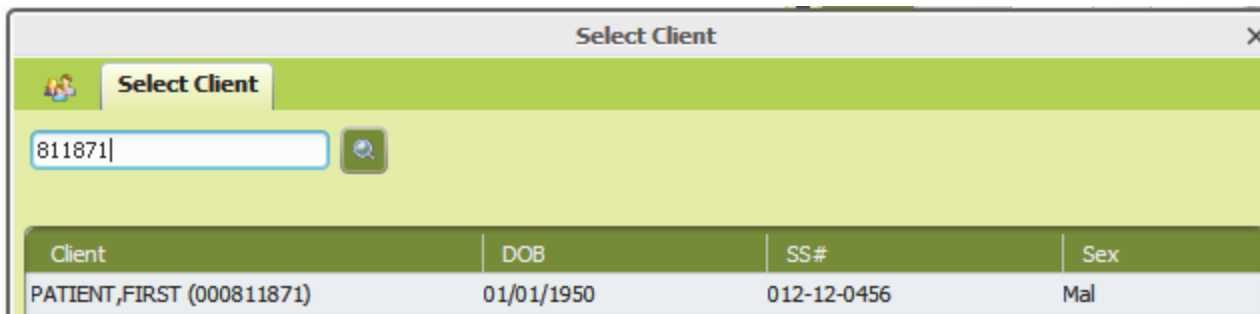 Select Client
Select Client
811871
Client DOB SS# Sex
PATIENT,FIRST (000811871) 01/01/1950 012-12-0456 Mal